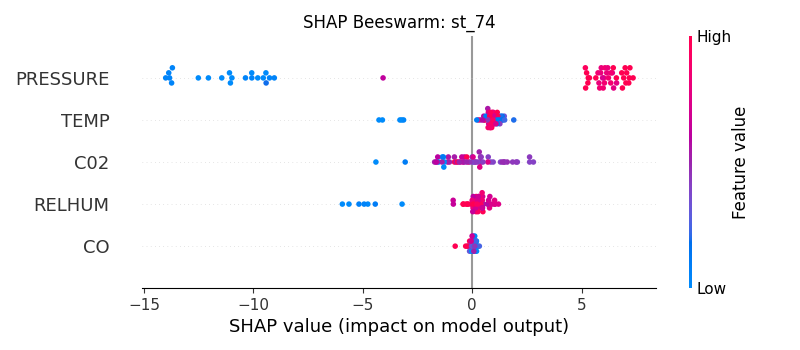 SHAP Beeswarm: st_74
High
PRESSURE
TEMP
C02
RELHUM
CO
Feature value
Low
−15 −10 −5 0 5
SHAP value (impact on model output)